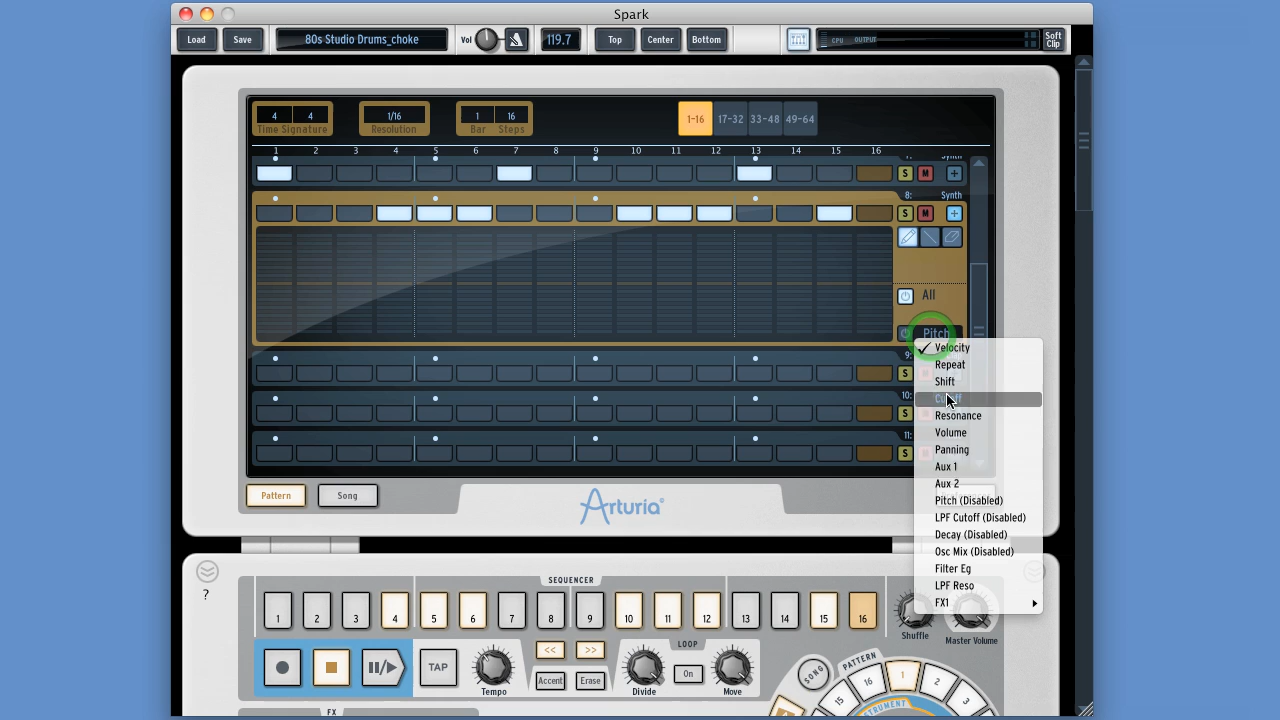 Spark
Load Save 80s Studio Drums_choke Vol 119.7 Top Center Bottom CPU OUTPUT Soft Clip
4 4 1/16 1 16 1-16 17-32 33-48 49-64
Time Signature Resolution Bar Steps
1 2 3 4 5 6 7 8 9 10 11 12 13 14 15 16
7: Synth
S M +
8: Synth
S M +
All
Pitch
9:
S
10:
S
11:
S
Velocity
Repeat
Shift
Cutoff
Resonance
Volume
Panning
Aux 1
Aux 2
Pitch (Disabled)
LPF Cutoff (Disabled)
Decay (Disabled)
Osc Mix (Disabled)
Filter Eg
LPF Reso
FX1
Pattern Song Arturia
SEQUENCER
?
1 2 3 4 5 6 7 8 9 10 11 12 13 14 15 16
Shuffle Master Volume
TAP Tempo << >> Accent Erase LOOP Divide On Move
SONG PATTERN 15 16 1 2 3
INSTRUMENT
FX